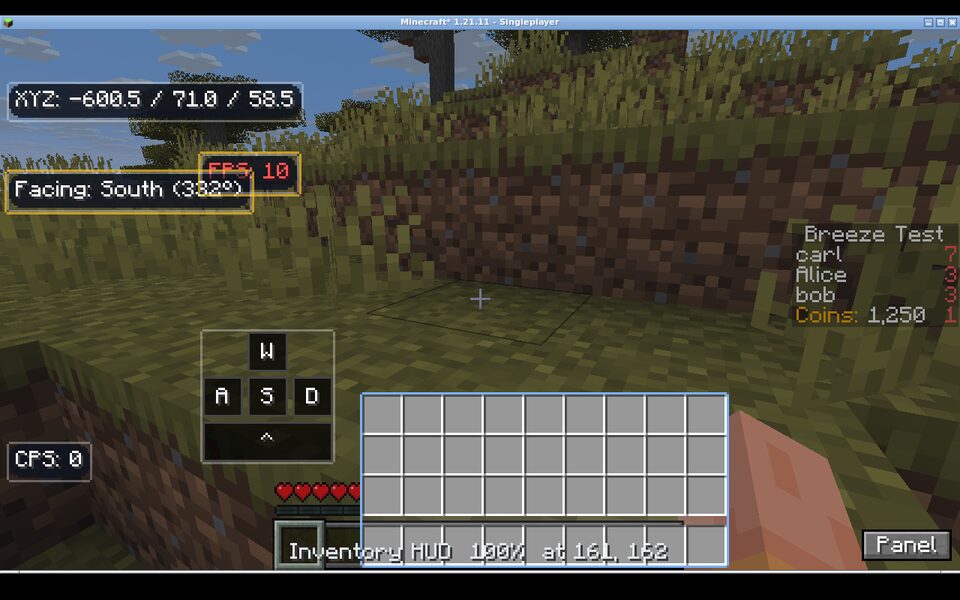 Minecraft* 1.21.11 - Singleplayer
XYZ: -600.5 / 71.0 / 58.5
FPS: 10
Facing: South (332°)
Breeze Test
carl 7
Alice 3
bob 3
Coins: 1,250 1
W
A S D
^
CPS: 0
Inventory HUD 100% at 161, 162
Panel